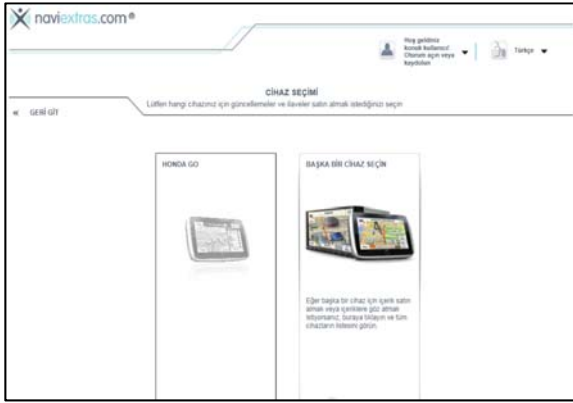 naviextras.com®
Hoş geldiniz
konuk kullanıcı!
Oturum açın veya
kaydolun
Türkçe
CİHAZ SEÇİMİ
Lütfen hangi cihazınız için güncellemeler ve ilaveler satın almak istediğinizi seçin
« GERİ GİT
HONDA GO
BAŞKA BİR CİHAZ SEÇİN
Eğer başka bir cihaz için içerik satın
almak veya içeriklere göz atmak
istiyorsanız, buraya tıklayın ve tüm
cihazların listesini görün.